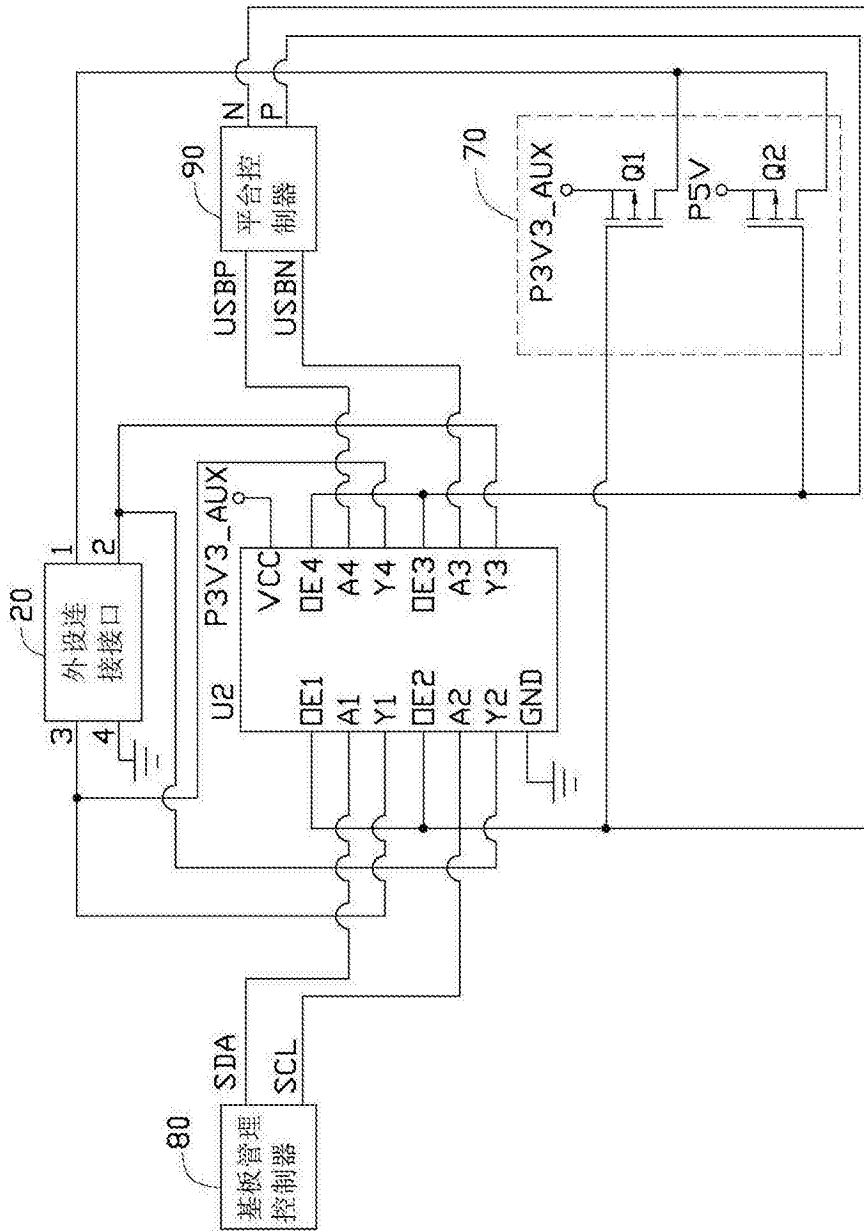 20
外设连
接接口
3
4
1
2
80
基板管理
控制器
SDA
SCL
U2
OE1
A1
Y1
OE2
A2
Y2
GND
P3V3_AUX
VCC
OE4
A4
Y4
OE3
A3
Y3
90
平台控
制器
USBP
USBN
N
P
70
P3V3_AUX
Q1
P5V
Q2